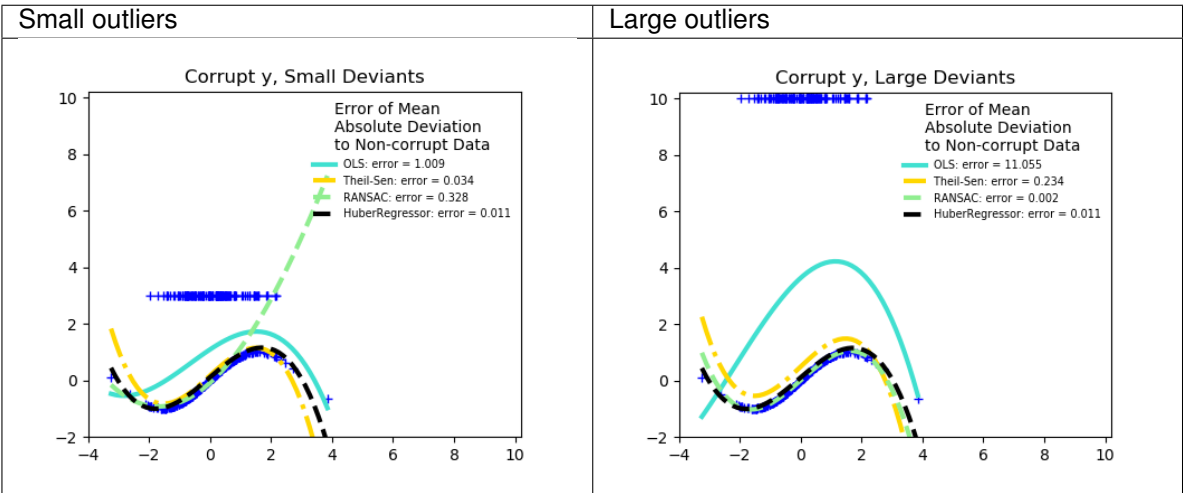 Small outliers
Large outliers
Corrupt y, Small Deviants
10
8
6
4
2
0
−2
−4
−2
0
2
4
6
8
10
Error of Mean
Absolute Deviation
to Non-corrupt Data
OLS: error = 1.009
Theil-Sen: error = 0.034
RANSAC: error = 0.328
HuberRegressor: error = 0.011
Corrupt y, Large Deviants
10
8
6
4
2
0
−2
−4
−2
0
2
4
6
8
10
Error of Mean
Absolute Deviation
to Non-corrupt Data
OLS: error = 11.055
Theil-Sen: error = 0.234
RANSAC: error = 0.002
HuberRegressor: error = 0.011